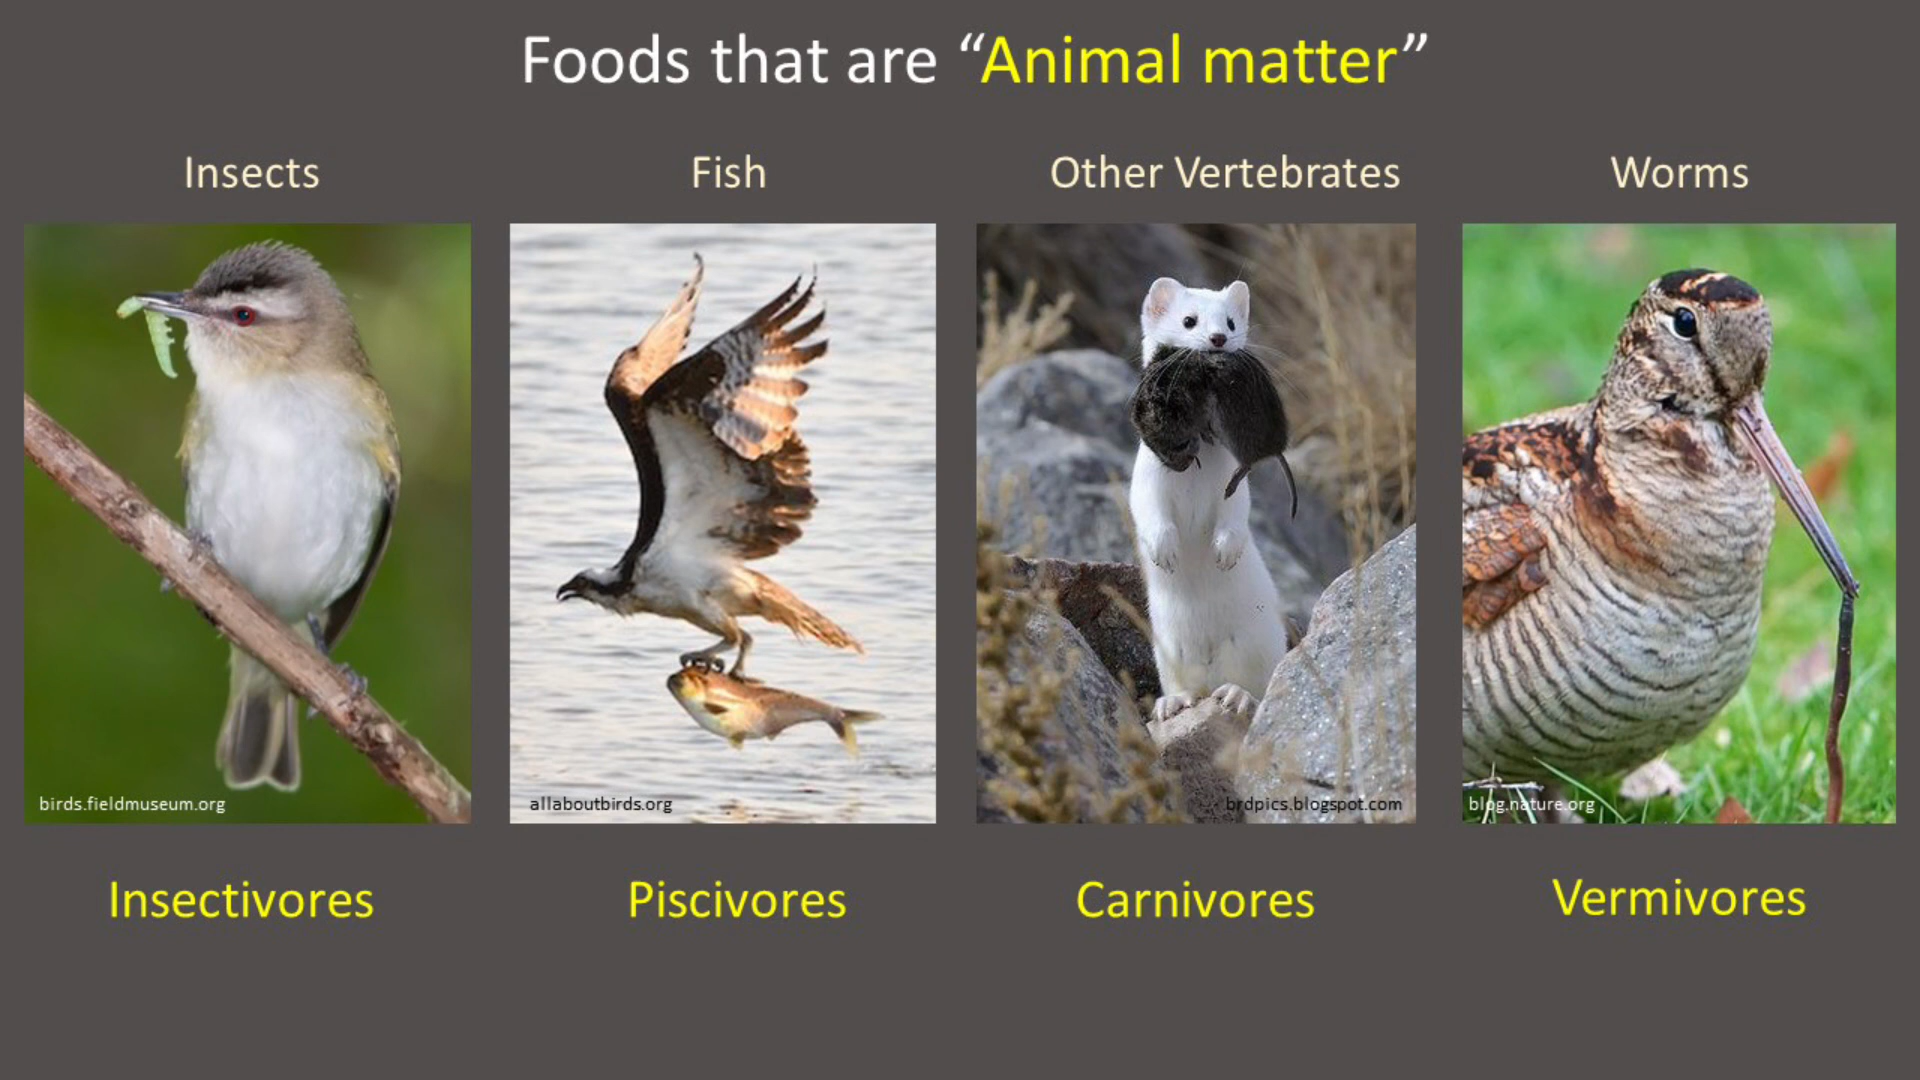 Foods that are “Animal matter”
Insects
Fish
Other Vertebrates
Worms
birds.fieldmuseum.org
allaboutbirds.org
brdpics.blogspot.com
blog.nature.org
Insectivores
Piscivores
Carnivores
Vermivores